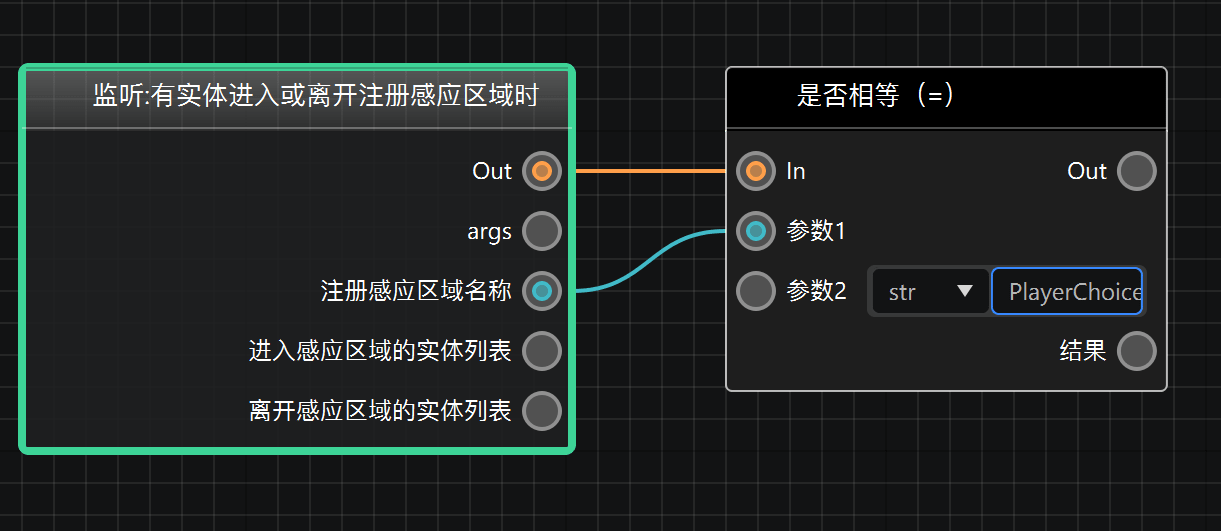 监听:有实体进入或离开注册感应区域时
Out
args
注册感应区域名称
进入感应区域的实体列表
离开感应区域的实体列表
是否相等（=）
In
Out
参数1
参数2 str PlayerChoice
结果